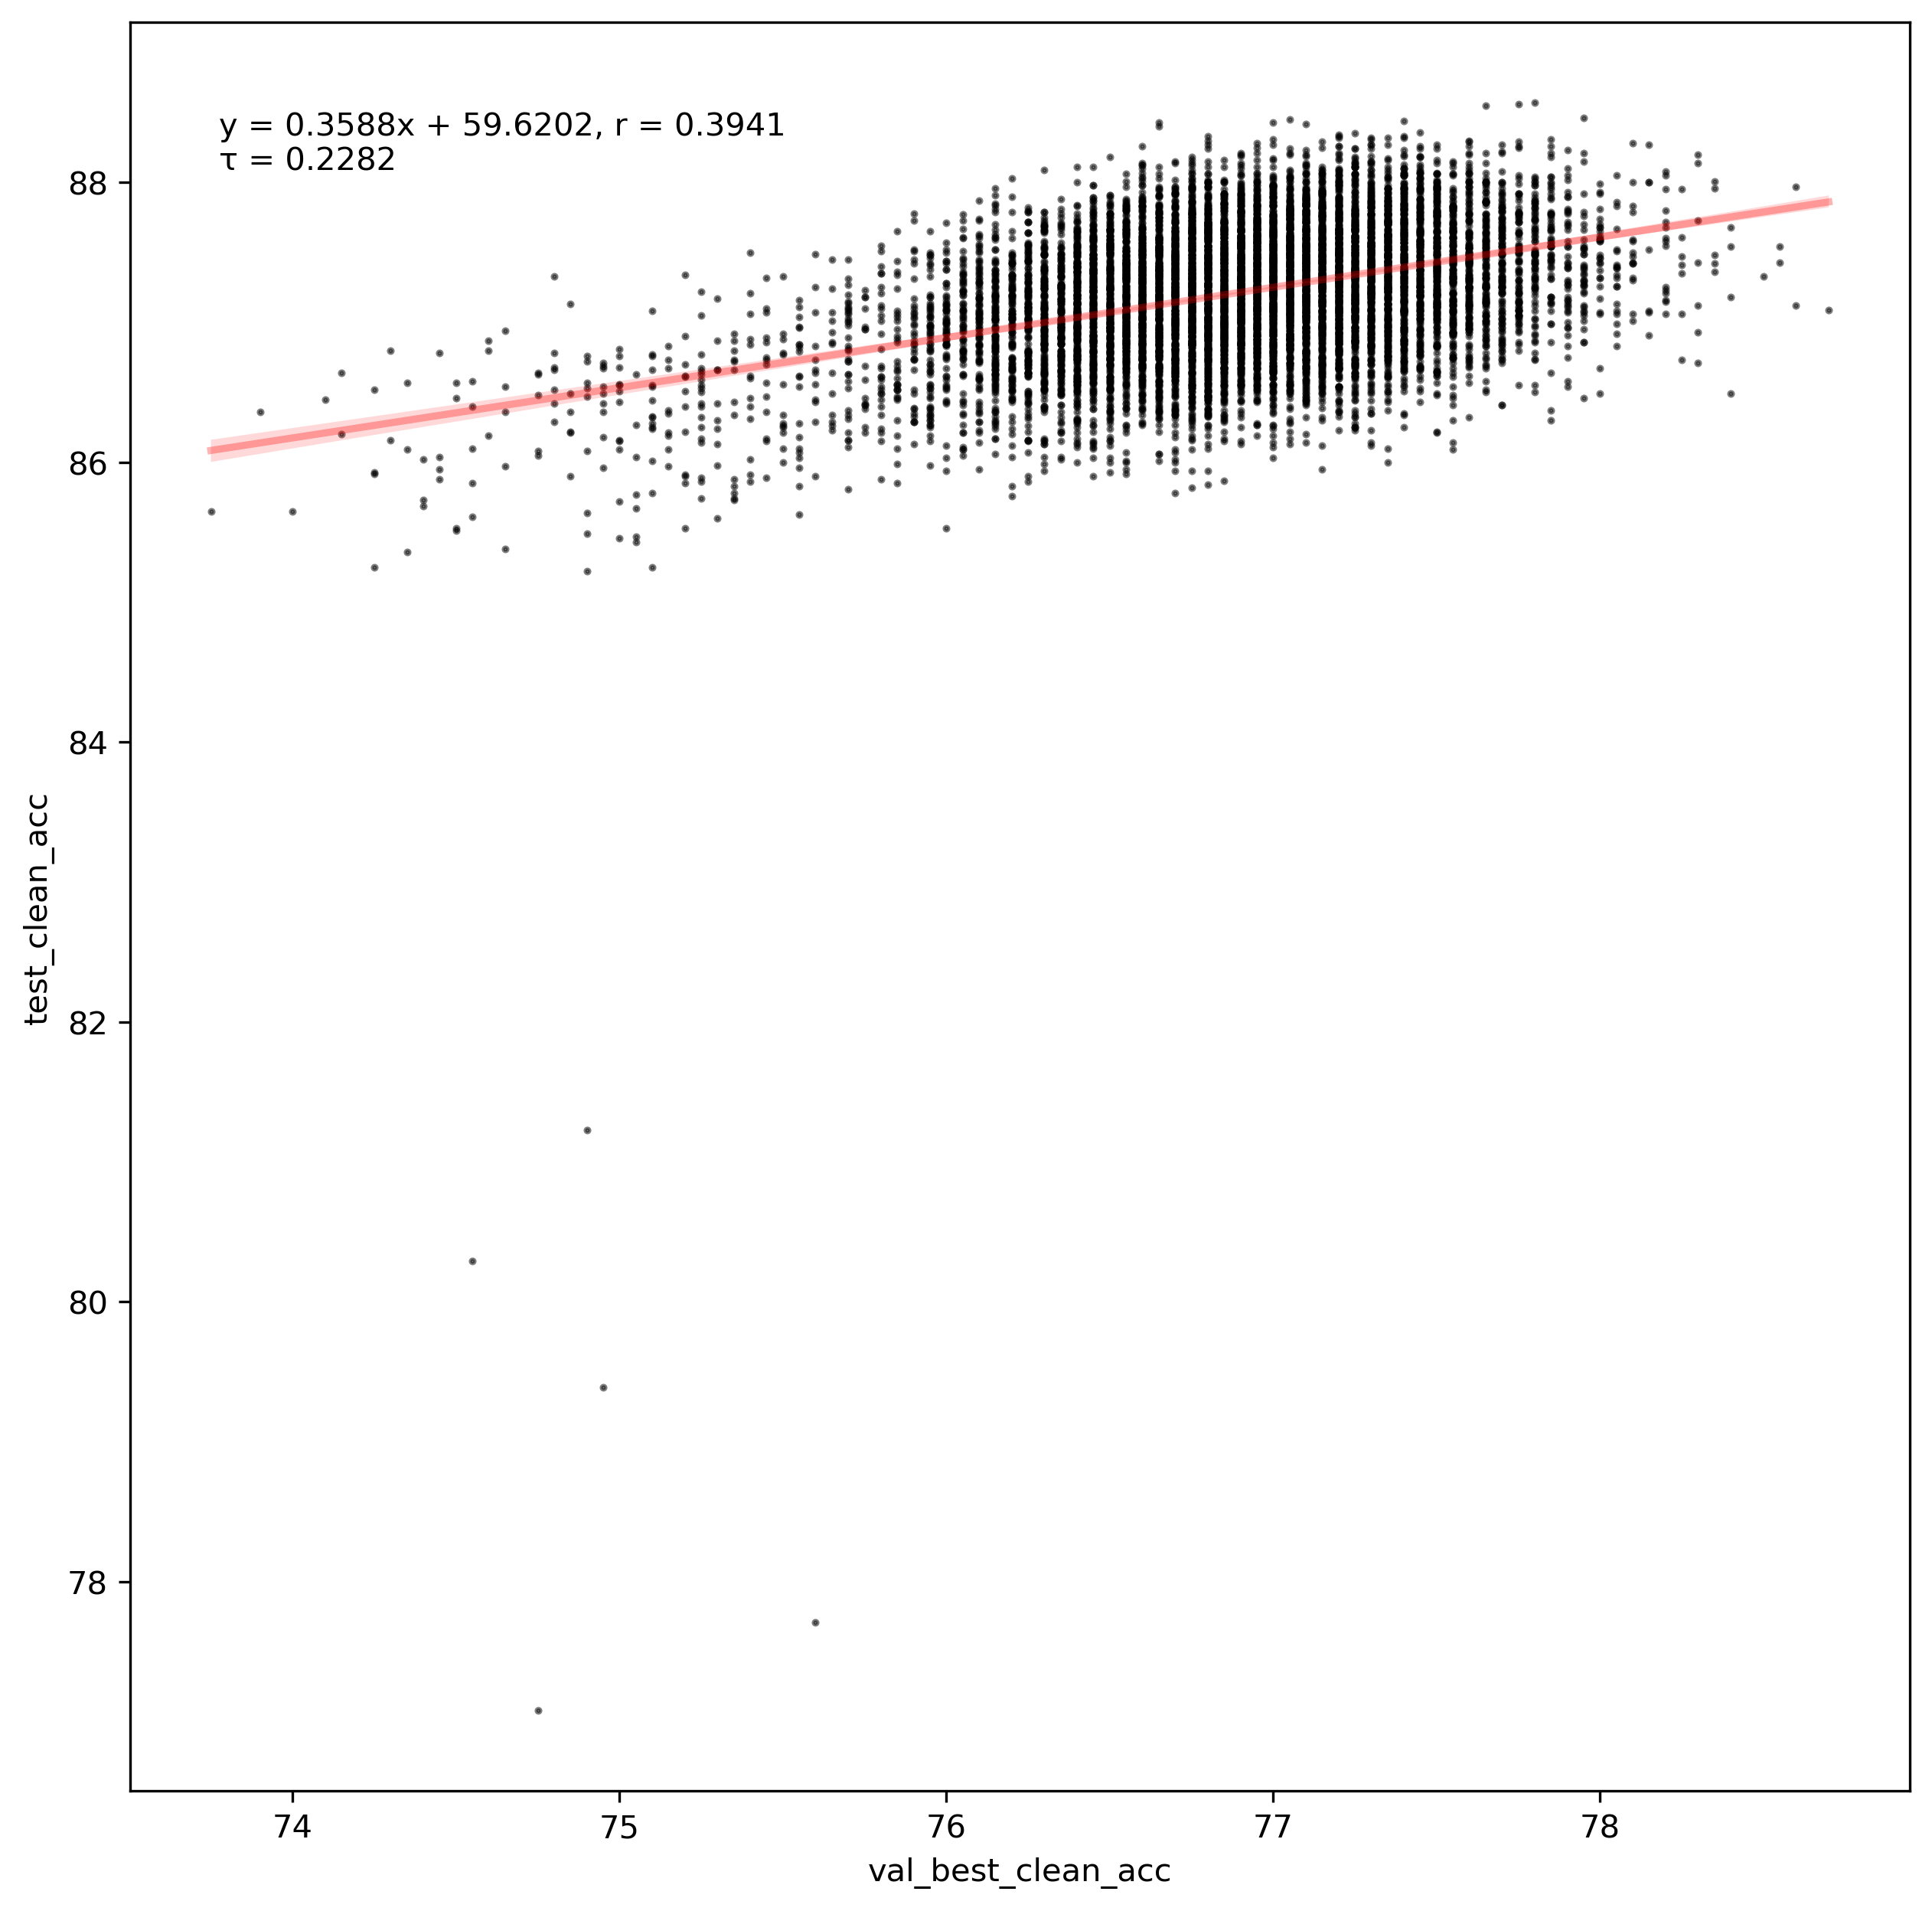 y = 0.3588x + 59.6202, r = 0.3941
τ = 0.2282
88
86
84
82
80
78
test_clean_acc
74
75
76
77
78
val_best_clean_acc